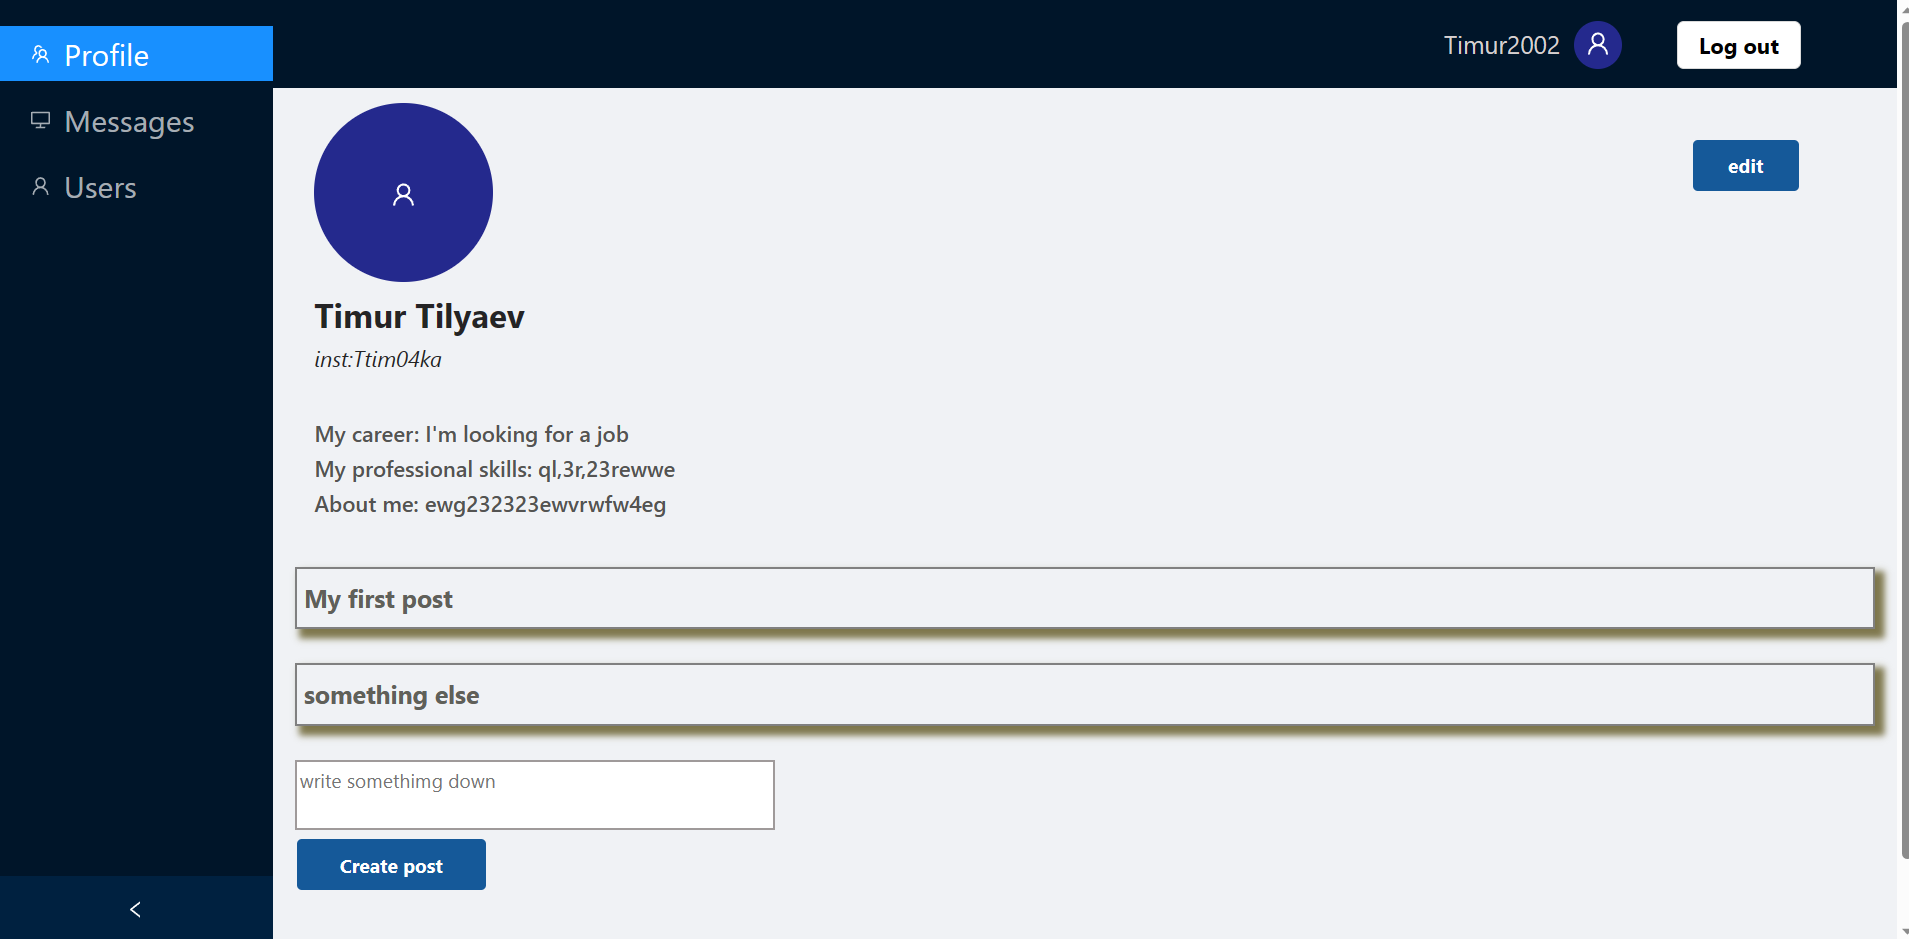 Profile
Messages
Users
Timur2002
Log out
edit
Timur Tilyaev
inst:Ttim04ka
My career: I'm looking for a job
My professional skills: ql,3r,23rewwe
About me: ewg232323ewvrwfw4eg
My first post
something else
write somethimg down
Create post